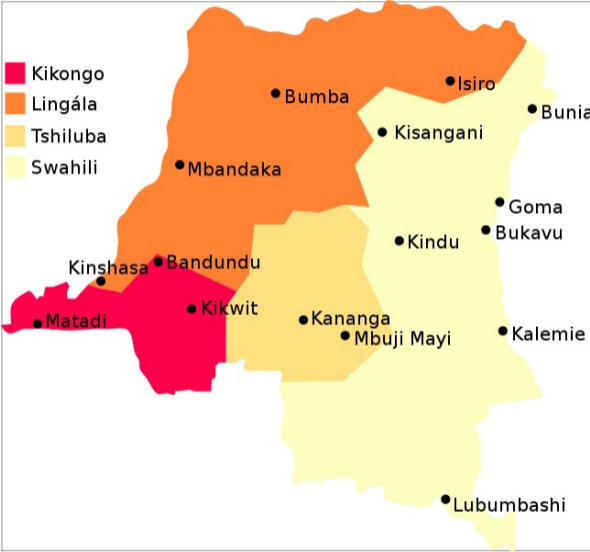 Kikongo
Lingála
Tshiluba
Swahili
Isiro
Bumba
Bunia
Kisangani
Mbandaka
Goma
Bukavu
Kindu
Bandundu
Kinshasa
Kikwit
Matadi
Kananga
Mbuji Mayi
Kalemie
Lubumbashi